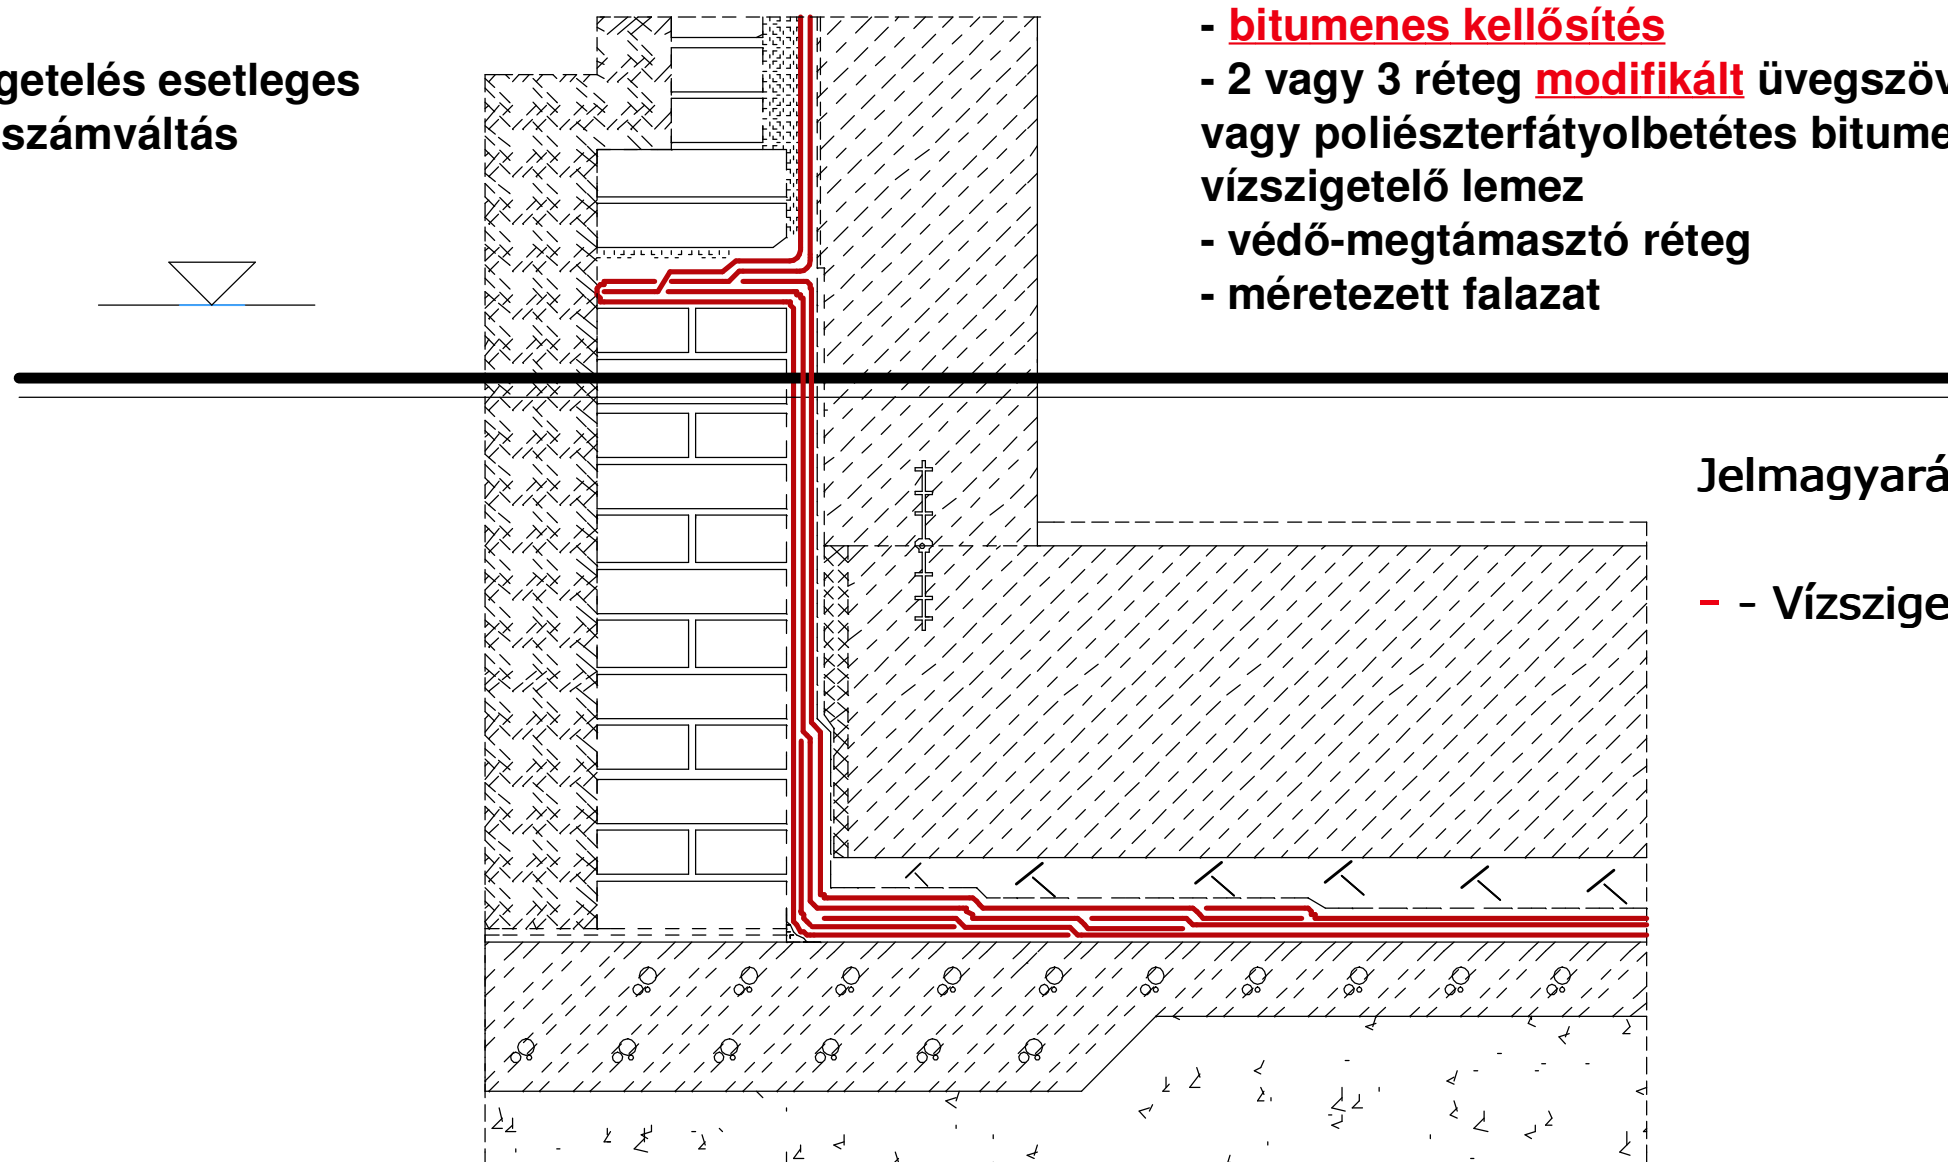 getelés esetleges
számváltás
- bitumenes kellősítés
- 2 vagy 3 réteg modifikált üvegszöv
vagy poliészterfátyolbetétes bitume
vízszigetelő lemez
- védő-megtámasztó réteg
- méretezett falazat
Jelmagyará
- - Vízszige